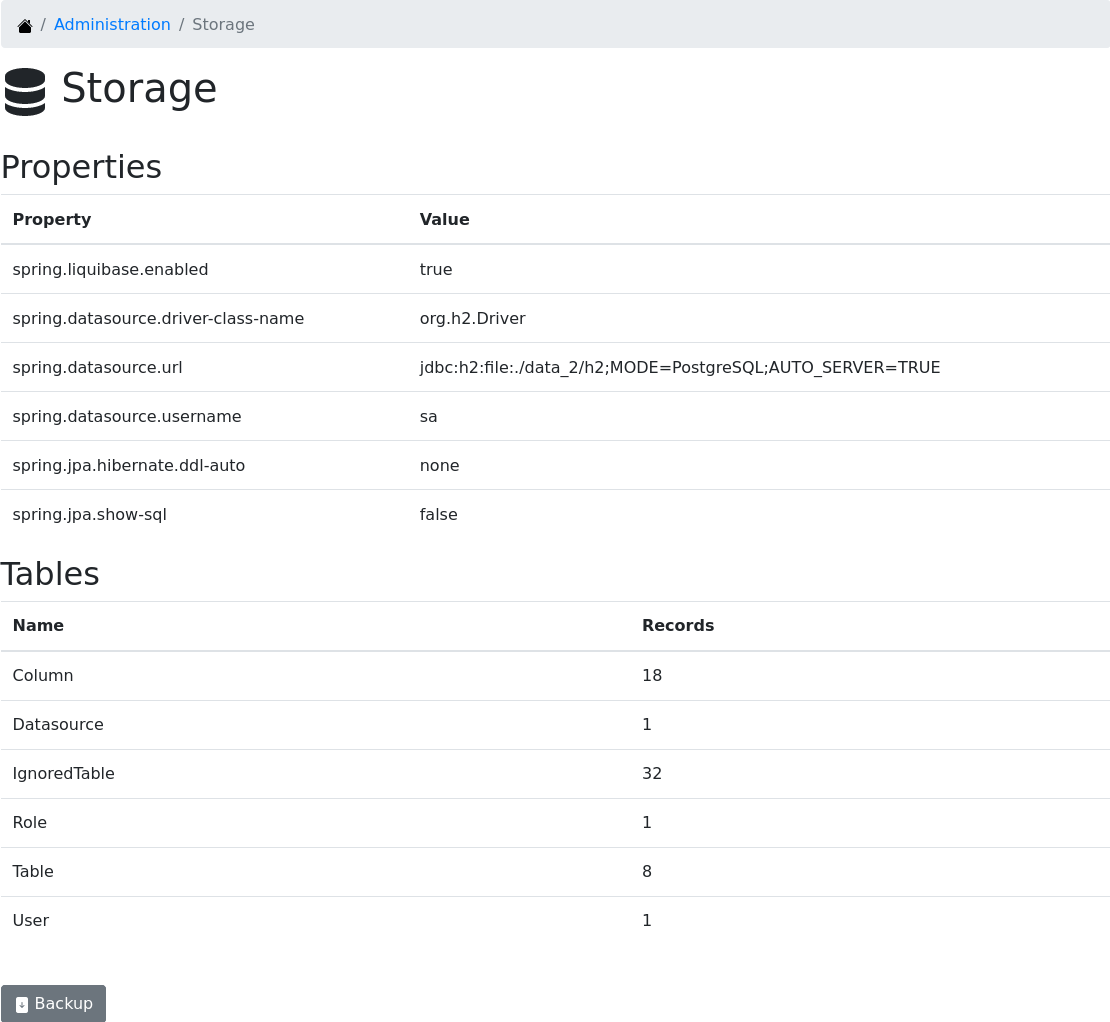 / Administration / Storage
Storage
Properties
Property Value
spring.liquibase.enabled true
spring.datasource.driver-class-name org.h2.Driver
spring.datasource.url jdbc:h2:file:./data_2/h2;MODE=PostgreSQL;AUTO_SERVER=TRUE
spring.datasource.username sa
spring.jpa.hibernate.ddl-auto none
spring.jpa.show-sql false
Tables
Name Records
Column 18
Datasource 1
IgnoredTable 32
Role 1
Table 8
User 1
Backup